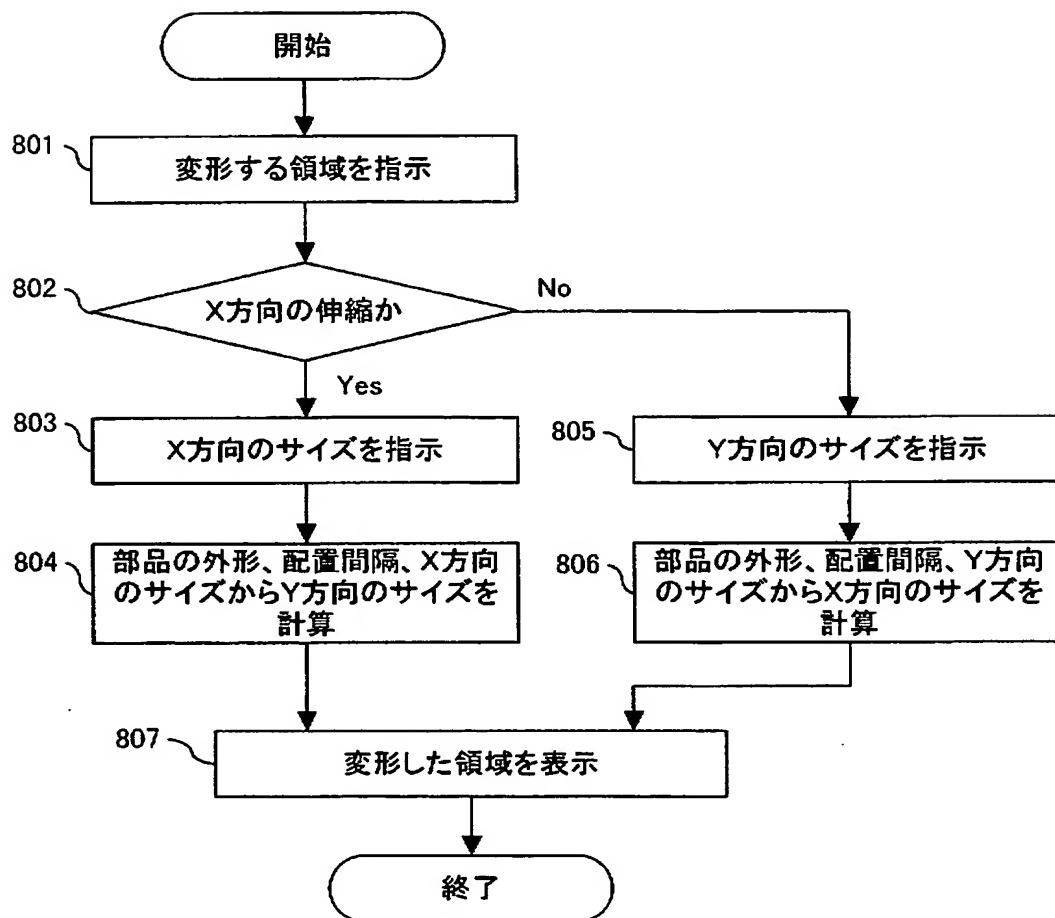 開始
801
変形する領域を指示
802
X方向の伸縮か
No
Yes
803
X方向のサイズを指示
805
Y方向のサイズを指示
804
部品の外形、配置間隔、X方向
のサイズからY方向のサイズを
計算
806
部品の外形、配置間隔、Y方向
のサイズからX方向のサイズを
計算
807
変形した領域を表示
終了